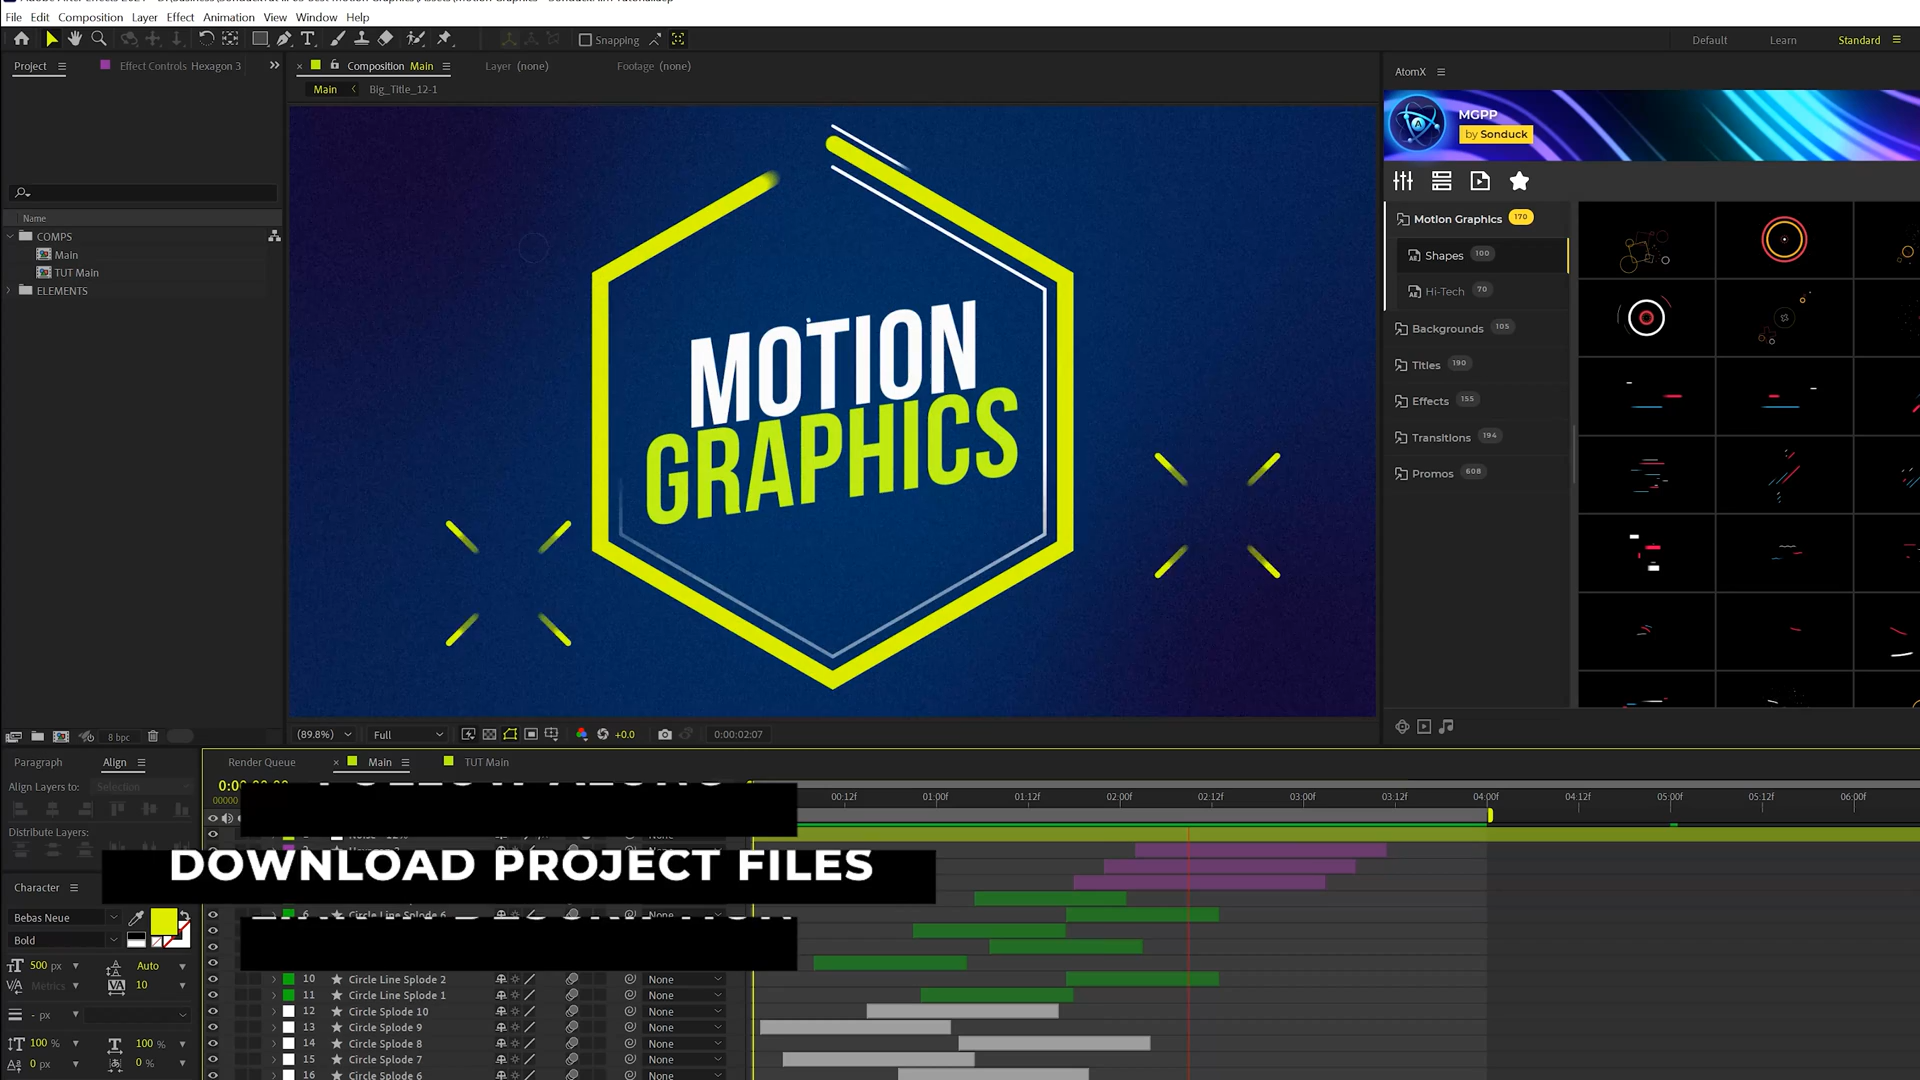 File Edit Composition Layer Effect Animation View Window Help
Snapping
Default Learn Standard
Project
Effect Controls Hexagon 3
Composition Main
Layer (none)
Footage (none)
Main
Big_Title_12-1
AtomX
MGPP
by Sonduck
Name
COMPS
Main
TUT Main
ELEMENTS
MOTION
GRAPHICS
Motion Graphics 170
Shapes 100
Hi-Tech 70
Backgrounds 105
Titles 190
Effects 155
Transitions 194
Promos 608
8 bpc
(89.8%)
Full
+0.0
0:00:02:07
Paragraph
Align
Align Layers to:
Selection
Distribute Layers:
Render Queue
Main
TUT Main
00:12f 01:00f 01:12f 02:00f 02:12f 03:00f 03:12f 04:00f 04:12f 05:00f 05:12f 06:00f
DOWNLOAD PROJECT FILES
Character
Bebas Neue
Bold
500 px
Auto
Metrics
10
- px
100 %
100 %
0 px
0 %
6 Circle Line Splode 6
10 Circle Line Splode 2 None
11 Circle Line Splode 1 None
12 Circle Splode 10 None
13 Circle Splode 9 None
14 Circle Splode 8 None
15 Circle Splode 7 None
16 Circle Splode 6 None